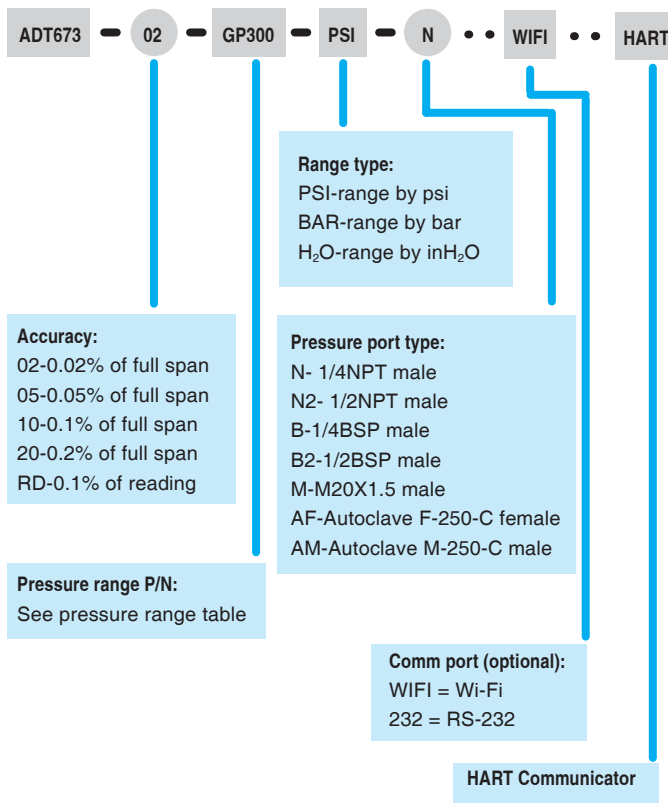 ADT673 02 GP300 PSI N WIFI HART
Range type:
PSI-range by psi
BAR-range by bar
H₂O-range by inH₂O
Accuracy:
02-0.02% of full span
05-0.05% of full span
10-0.1% of full span
20-0.2% of full span
RD-0.1% of reading
Pressure port type:
N- 1/4NPT male
N2- 1/2NPT male
B-1/4BSP male
B2-1/2BSP male
M-M20X1.5 male
AF-Autoclave F-250-C female
AM-Autoclave M-250-C male
Pressure range P/N:
See pressure range table
Comm port (optional):
WIFI = Wi-Fi
232 = RS-232
HART Communicator